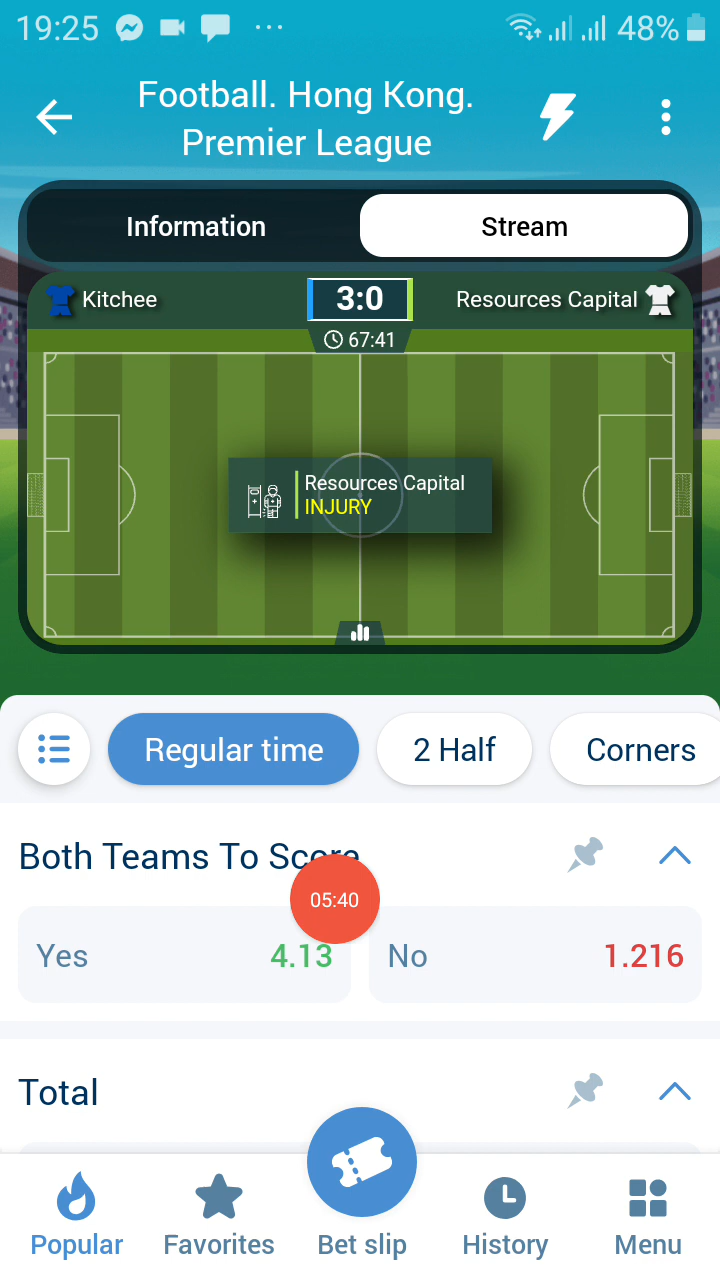 19:25
48%
Football. Hong Kong.
Premier League
Information
Stream
Kitchee
3:0
Resources Capital
67:41
Resources Capital
INJURY
Regular time
2 Half
Corners
Both Teams To Score
05:40
Yes
4.13
No
1.216
Total
Popular
Favorites
Bet slip
History
Menu